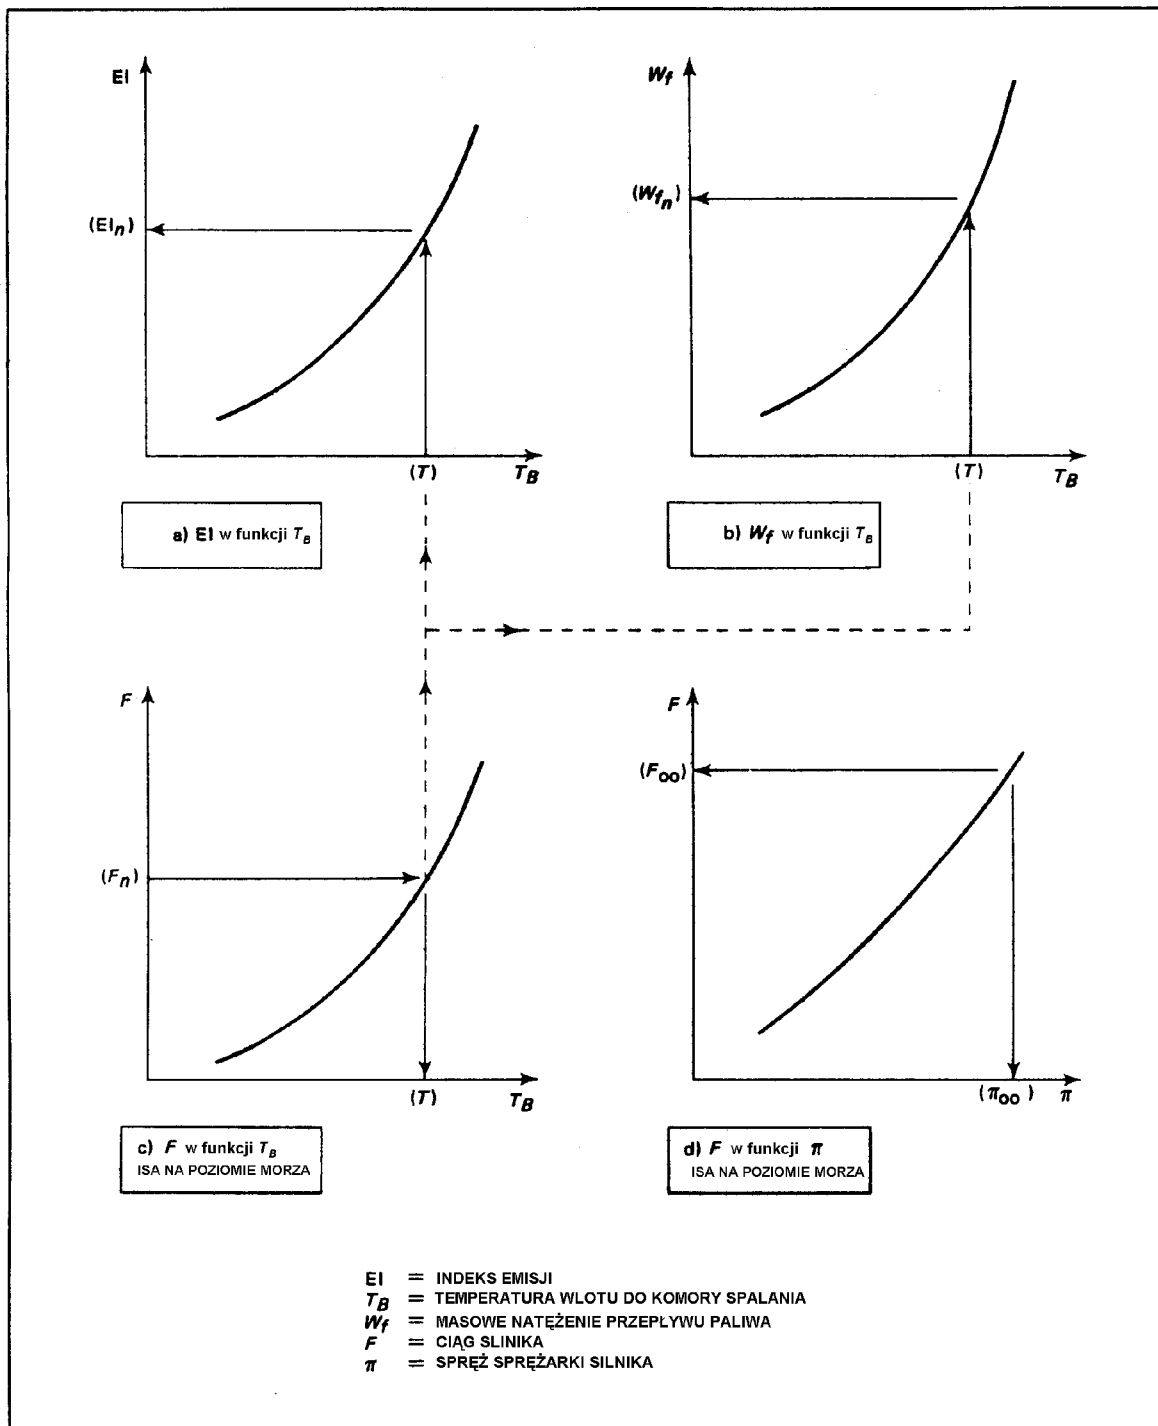 EI
(EIn)
(T)
TB
a) EI w funkcji TB
Wf
(Wfn)
(T)
TB
b) Wf w funkcji TB
F
(Fn)
(T)
TB
c) F w funkcji TB
ISA NA POZIOMIE MORZA
F
(Foo)
(πoo)
π
d) F w funkcji π
ISA NA POZIOMIE MORZA
EI = INDEKS EMISJI
TB = TEMPERATURA WLOTU DO KOMORY SPALANIA
Wf = MASOWE NATĘŻENIE PRZEPŁYWU PALIWA
F = CIĄG SLINIKA
π = SPRĘŻ SPRĘŻARKI SILNIKA